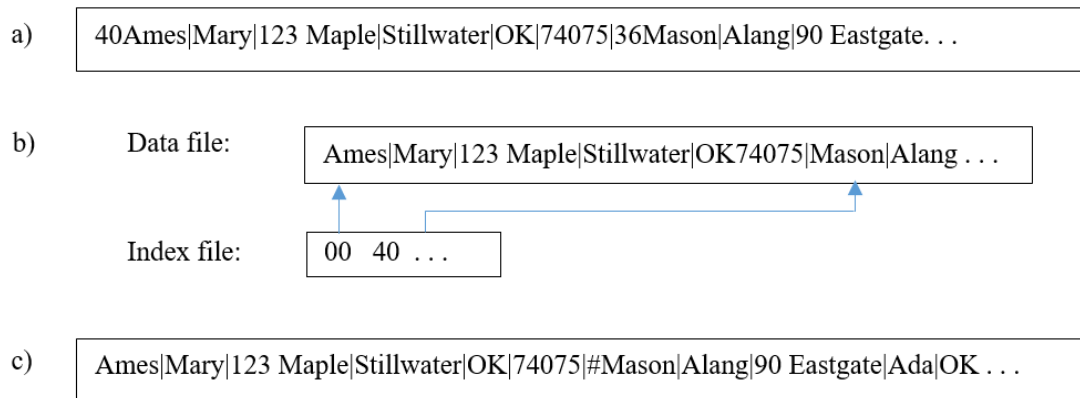 a) 40Ames|Mary|123 Maple|Stillwater|OK|74075|36Mason|Alang|90 Eastgate. . .
b) Data file: Ames|Mary|123 Maple|Stillwater|OK74075|Mason|Alang . . .
Index file: 00 40 . . .
c) Ames|Mary|123 Maple|Stillwater|OK|74075|#Mason|Alang|90 Eastgate|Ada|OK . . .